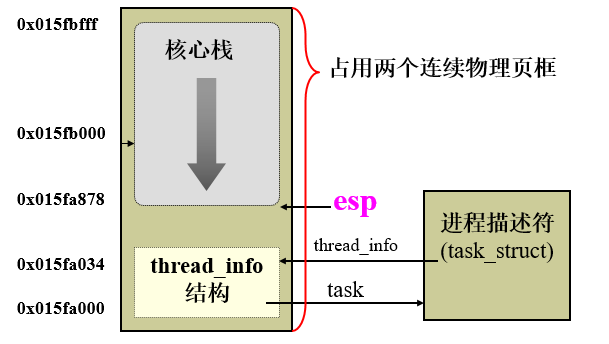 0x015fbfff
核心栈
占用两个连续物理页框
0x015fb000
0x015fa878
esp
进程描述符
(task_struct)
thread_info
0x015fa034
thread_info
结构
task
0x015fa000